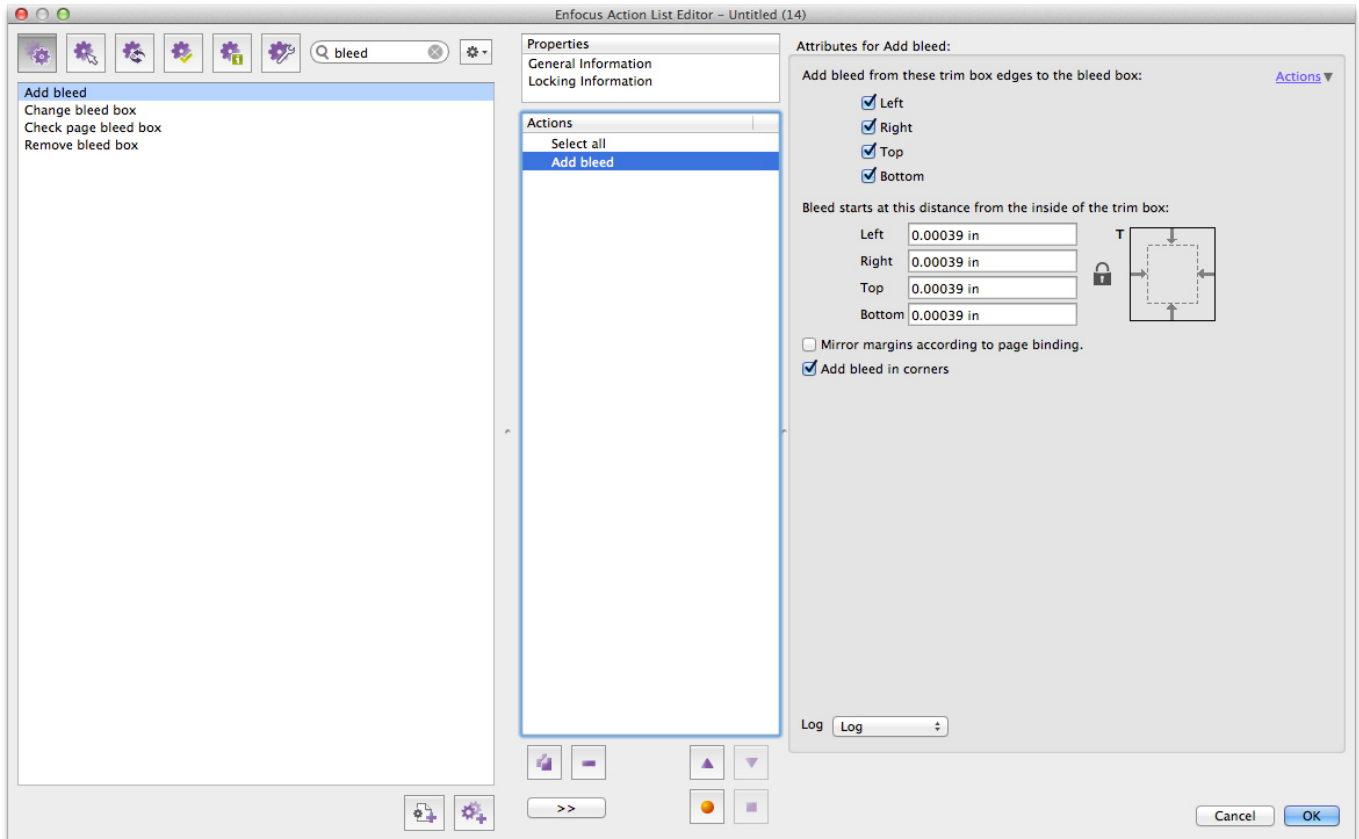 Enfocus Action List Editor – Untitled (14)
bleed
Add bleed
Change bleed box
Check page bleed box
Remove bleed box
Properties
General Information
Locking Information
Actions
Select all
Add bleed
>>
Attributes for Add bleed:
Add bleed from these trim box edges to the bleed box:
Actions▼
Left
Right
Top
Bottom
Bleed starts at this distance from the inside of the trim box:
Left 0.00039 in
Right 0.00039 in
Top 0.00039 in
Bottom 0.00039 in
T
Mirror margins according to page binding.
Add bleed in corners
Log Log
Cancel OK